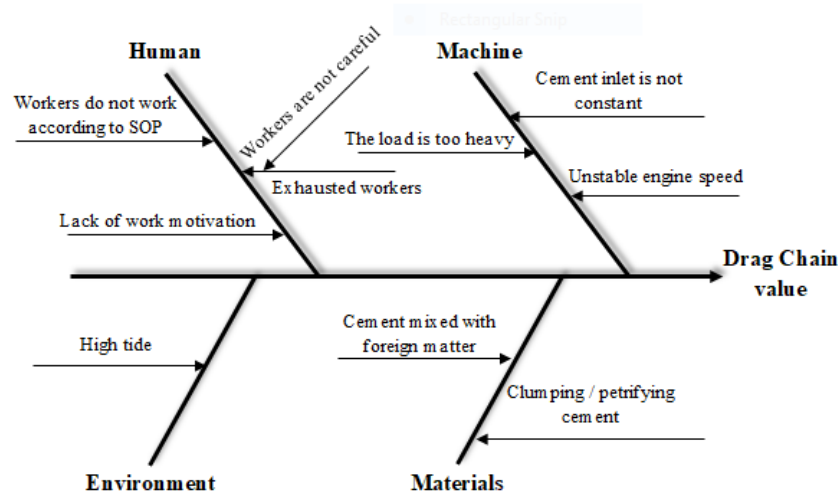 Rectangular Snip
Human
Machine
Workers do not work
according to SOP
Workers are not careful
Cement inlet is not
constant
The load is too heavy
Exhausted workers
Unstable engine speed
Lack of work motivation
Drag Chain
value
High tide
Cement mixed with
foreign matter
Clumping / petrifying
cement
Environment
Materials